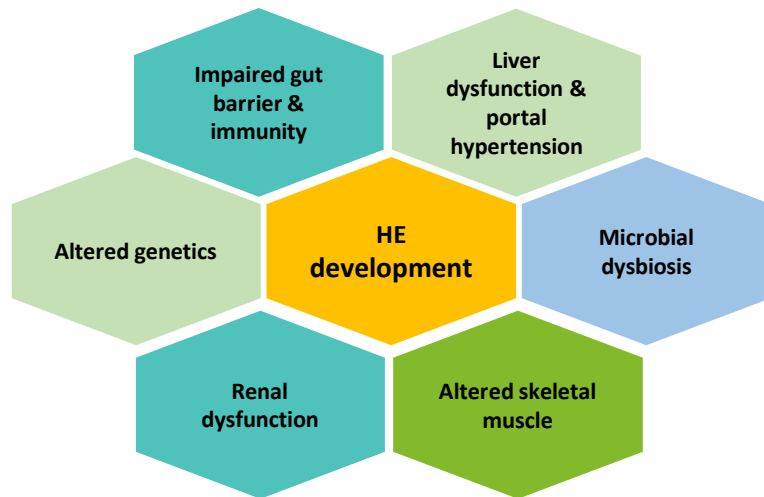 Impaired gut
barrier &
immunity
Liver
dysfunction &
portal
hypertension
Altered genetics
HE
development
Microbial
dysbiosis
Renal
dysfunction
Altered skeletal
muscle